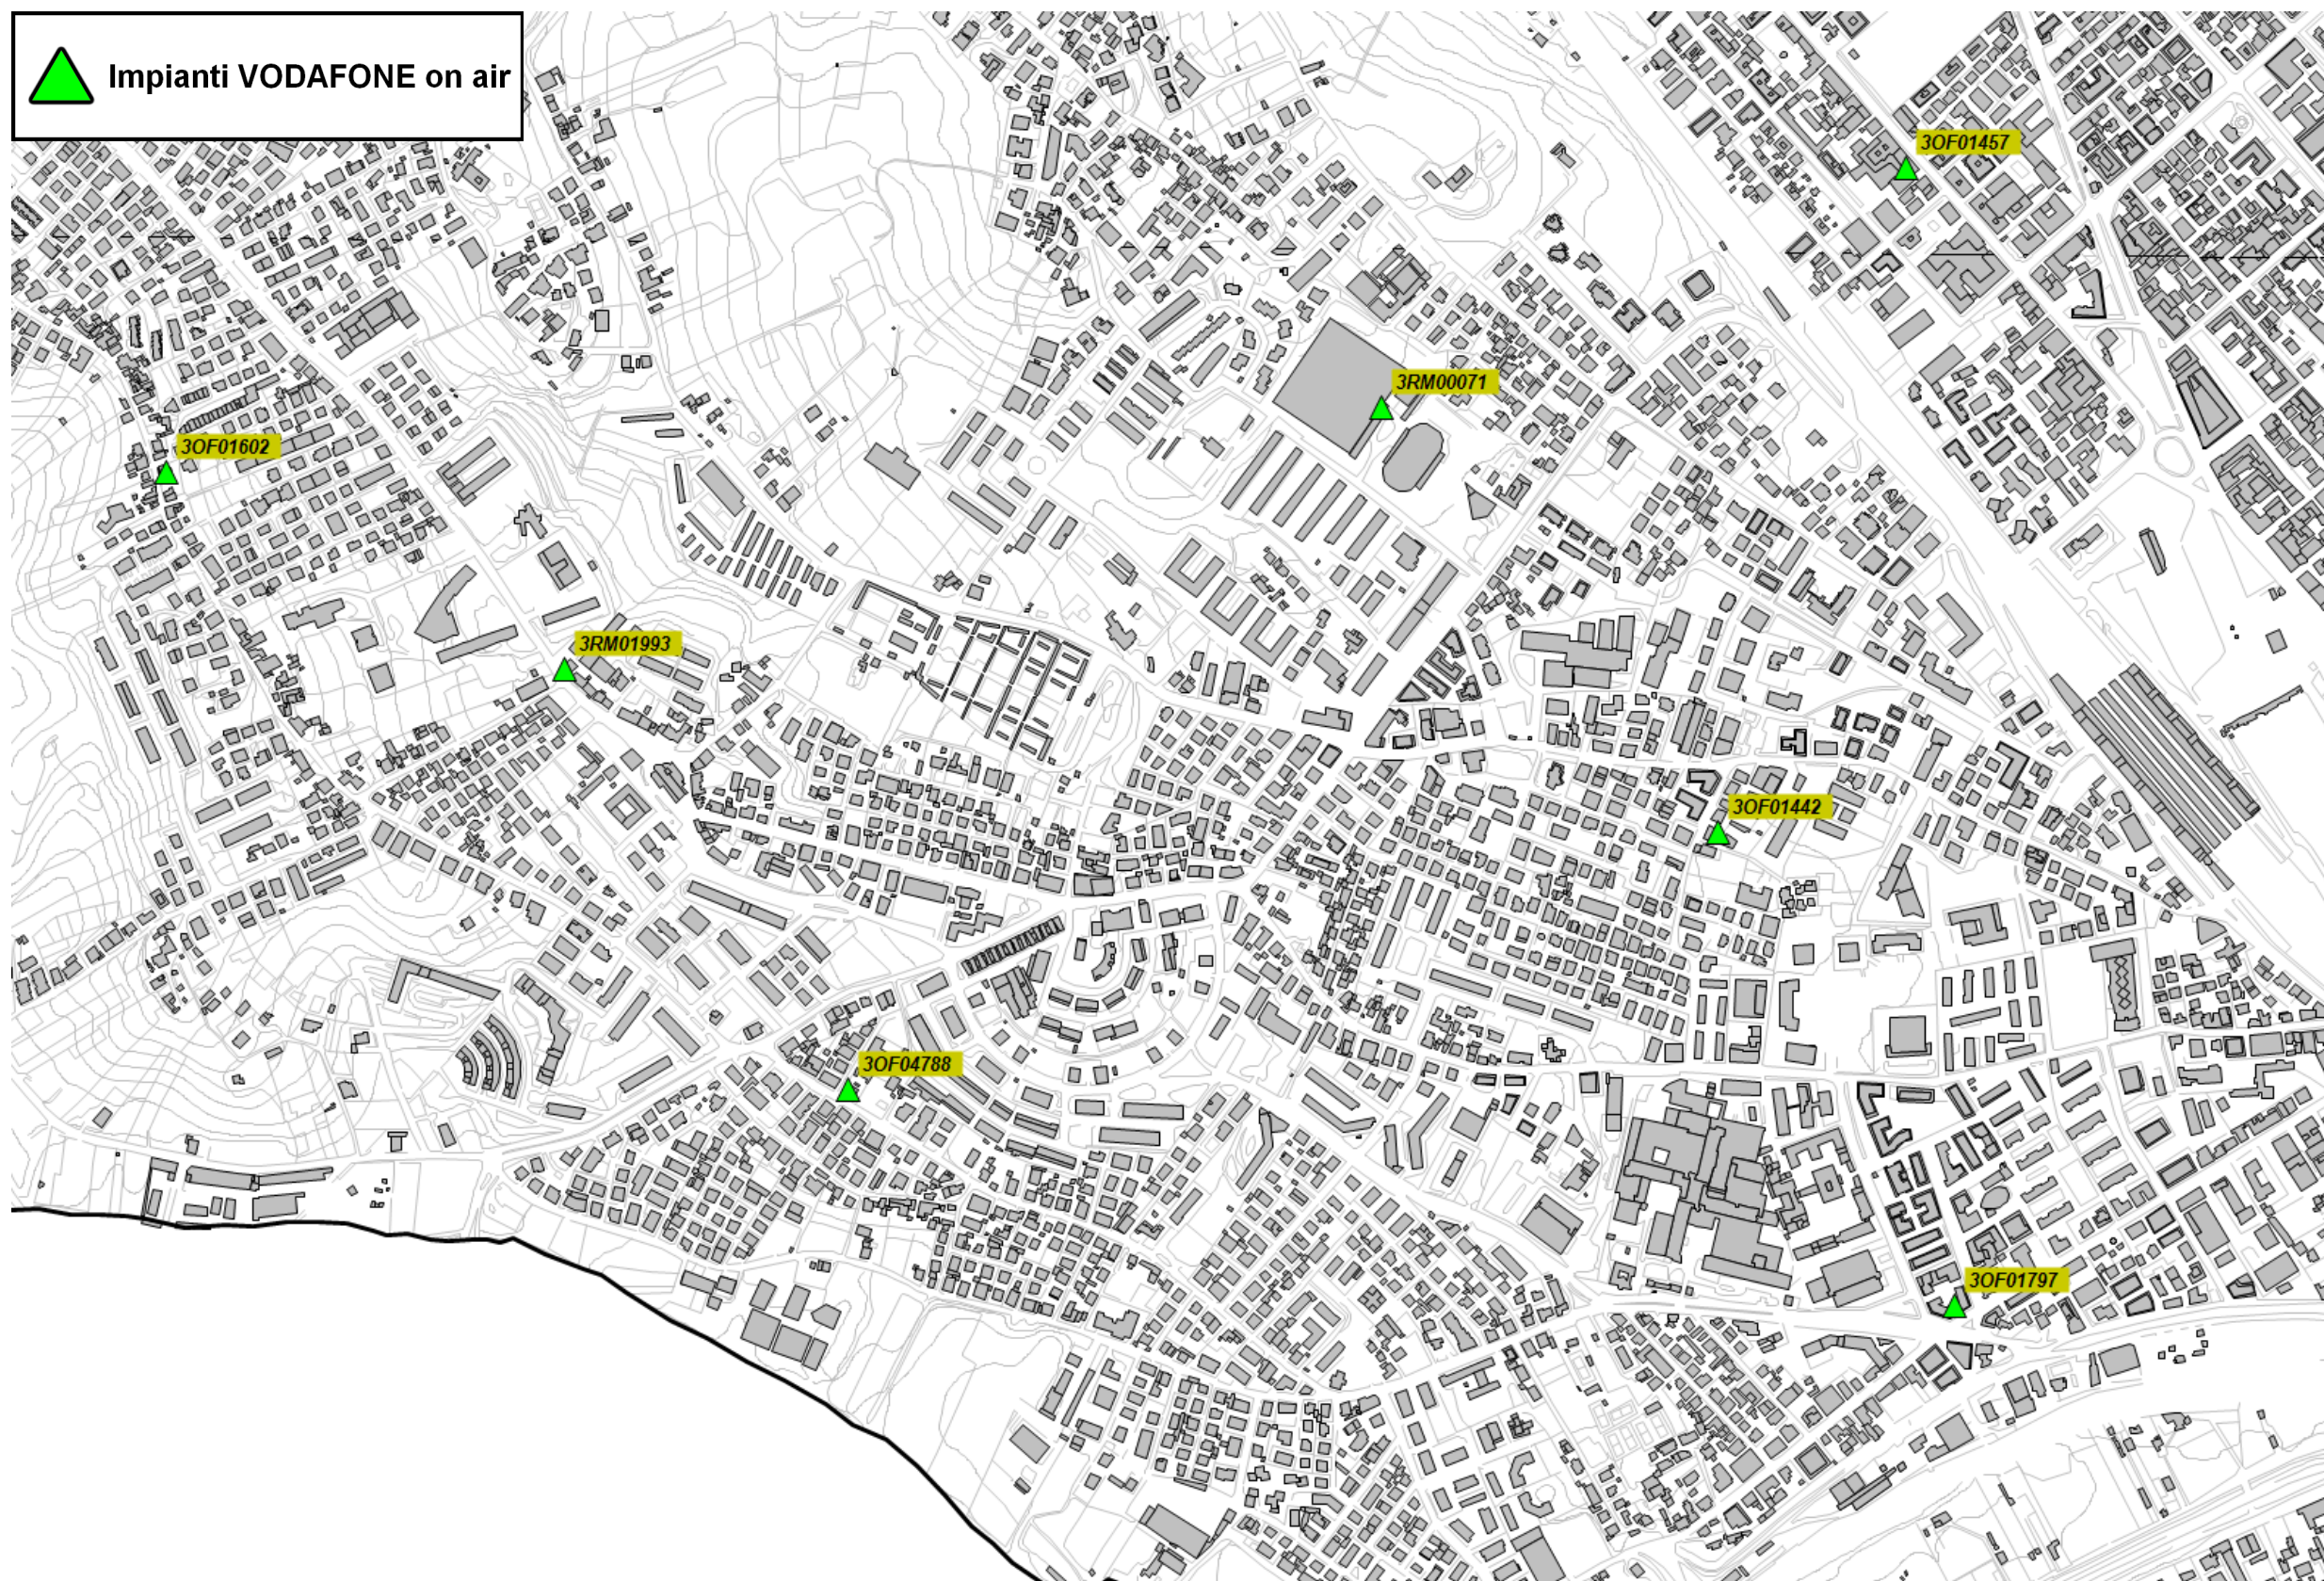 Impianti VODAFONE on air
3OF01457
3RM00071
3OF01602
3RM01993
3OF01442
3OF04788
3OF01797